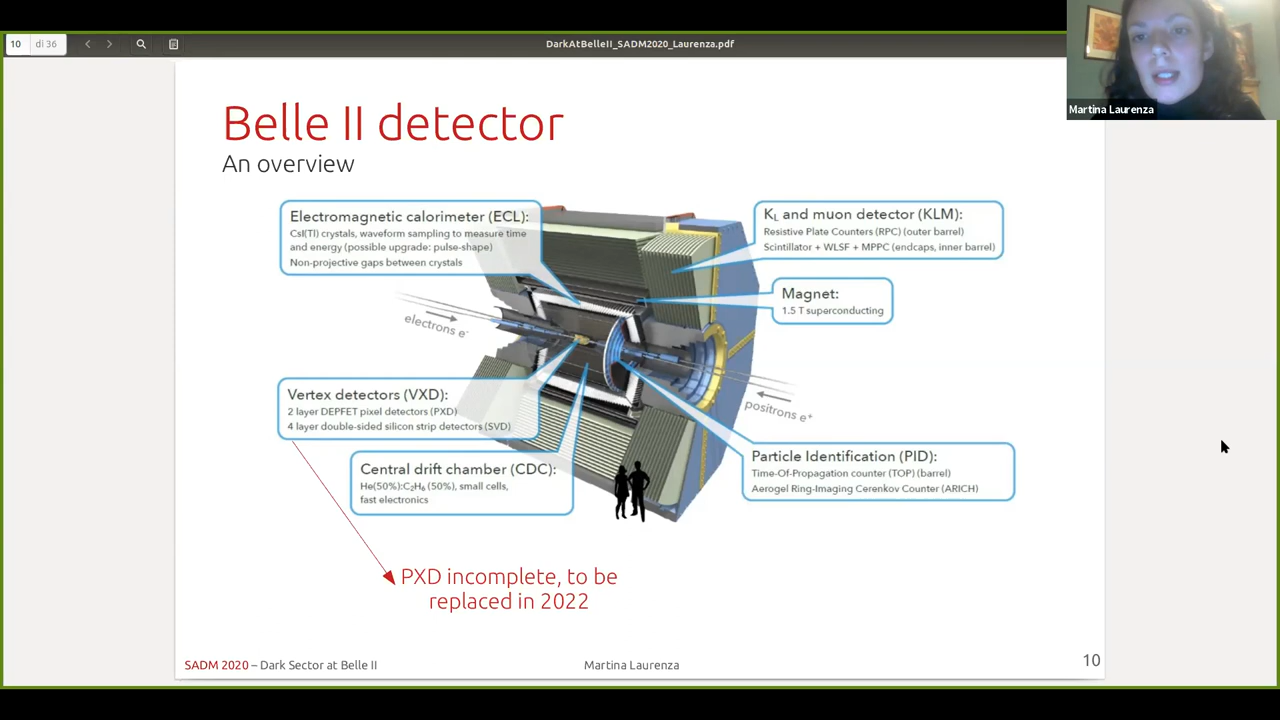 10 di 36
DarkAtBelleII_SADM2020_Laurenza.pdf
Martina Laurenza
Belle II detector
An overview
Electromagnetic calorimeter (ECL):
CsI(Tl) crystals, waveform sampling to measure time
and energy (possible upgrade: pulse-shape)
Non-projective gaps between crystals
K_L and muon detector (KLM):
Resistive Plate Counters (RPC) (outer barrel)
Scintillator + WLSF + MPPC (endcaps, inner barrel)
Magnet:
1.5 T superconducting
electrons e⁻
Vertex detectors (VXD):
2 layer DEPFET pixel detectors (PXD)
4 layer double-sided silicon strip detectors (SVD)
positrons e⁺
Central drift chamber (CDC):
He(50%):C₂H₆ (50%), small cells,
fast electronics
Particle Identification (PID):
Time-Of-Propagation counter (TOP) (barrel)
Aerogel Ring-Imaging Cerenkov Counter (ARICH)
PXD incomplete, to be
replaced in 2022
SADM 2020 – Dark Sector at Belle II
Martina Laurenza
10